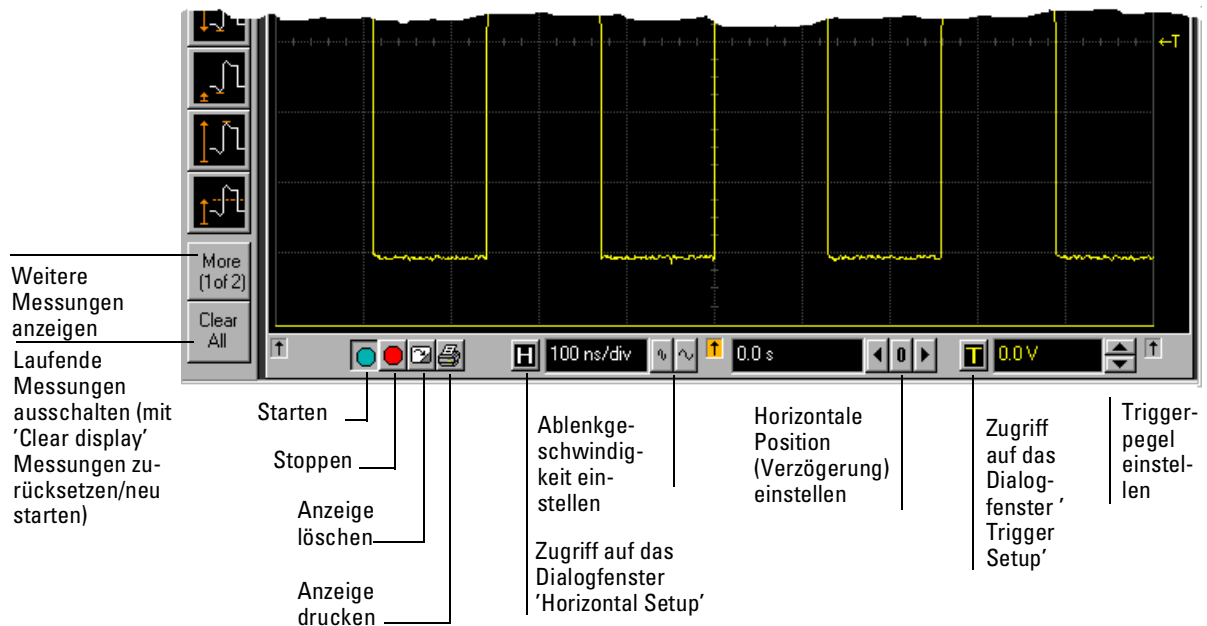 ←T
More
(1of 2)
Clear
All
Weitere
Messungen
anzeigen
Laufende
Messungen
ausschalten (mit
’Clear display’
Messungen zu-
rücksetzen/neu
starten)
H
100 ns/div
0.0 s
0
T
0.0 V
Starten
Stoppen
Anzeige
löschen
Anzeige
drucken
Ablenkge-
schwindig-
keit ein-
stellen
Zugriff auf das
Dialogfenster
’Horizontal Setup’
Horizontale
Position
(Verzögerung)
einstellen
Zugriff
auf das
Dialog-
fenster ’
Trigger
Setup’
Trigger-
pegel
einstel-
len